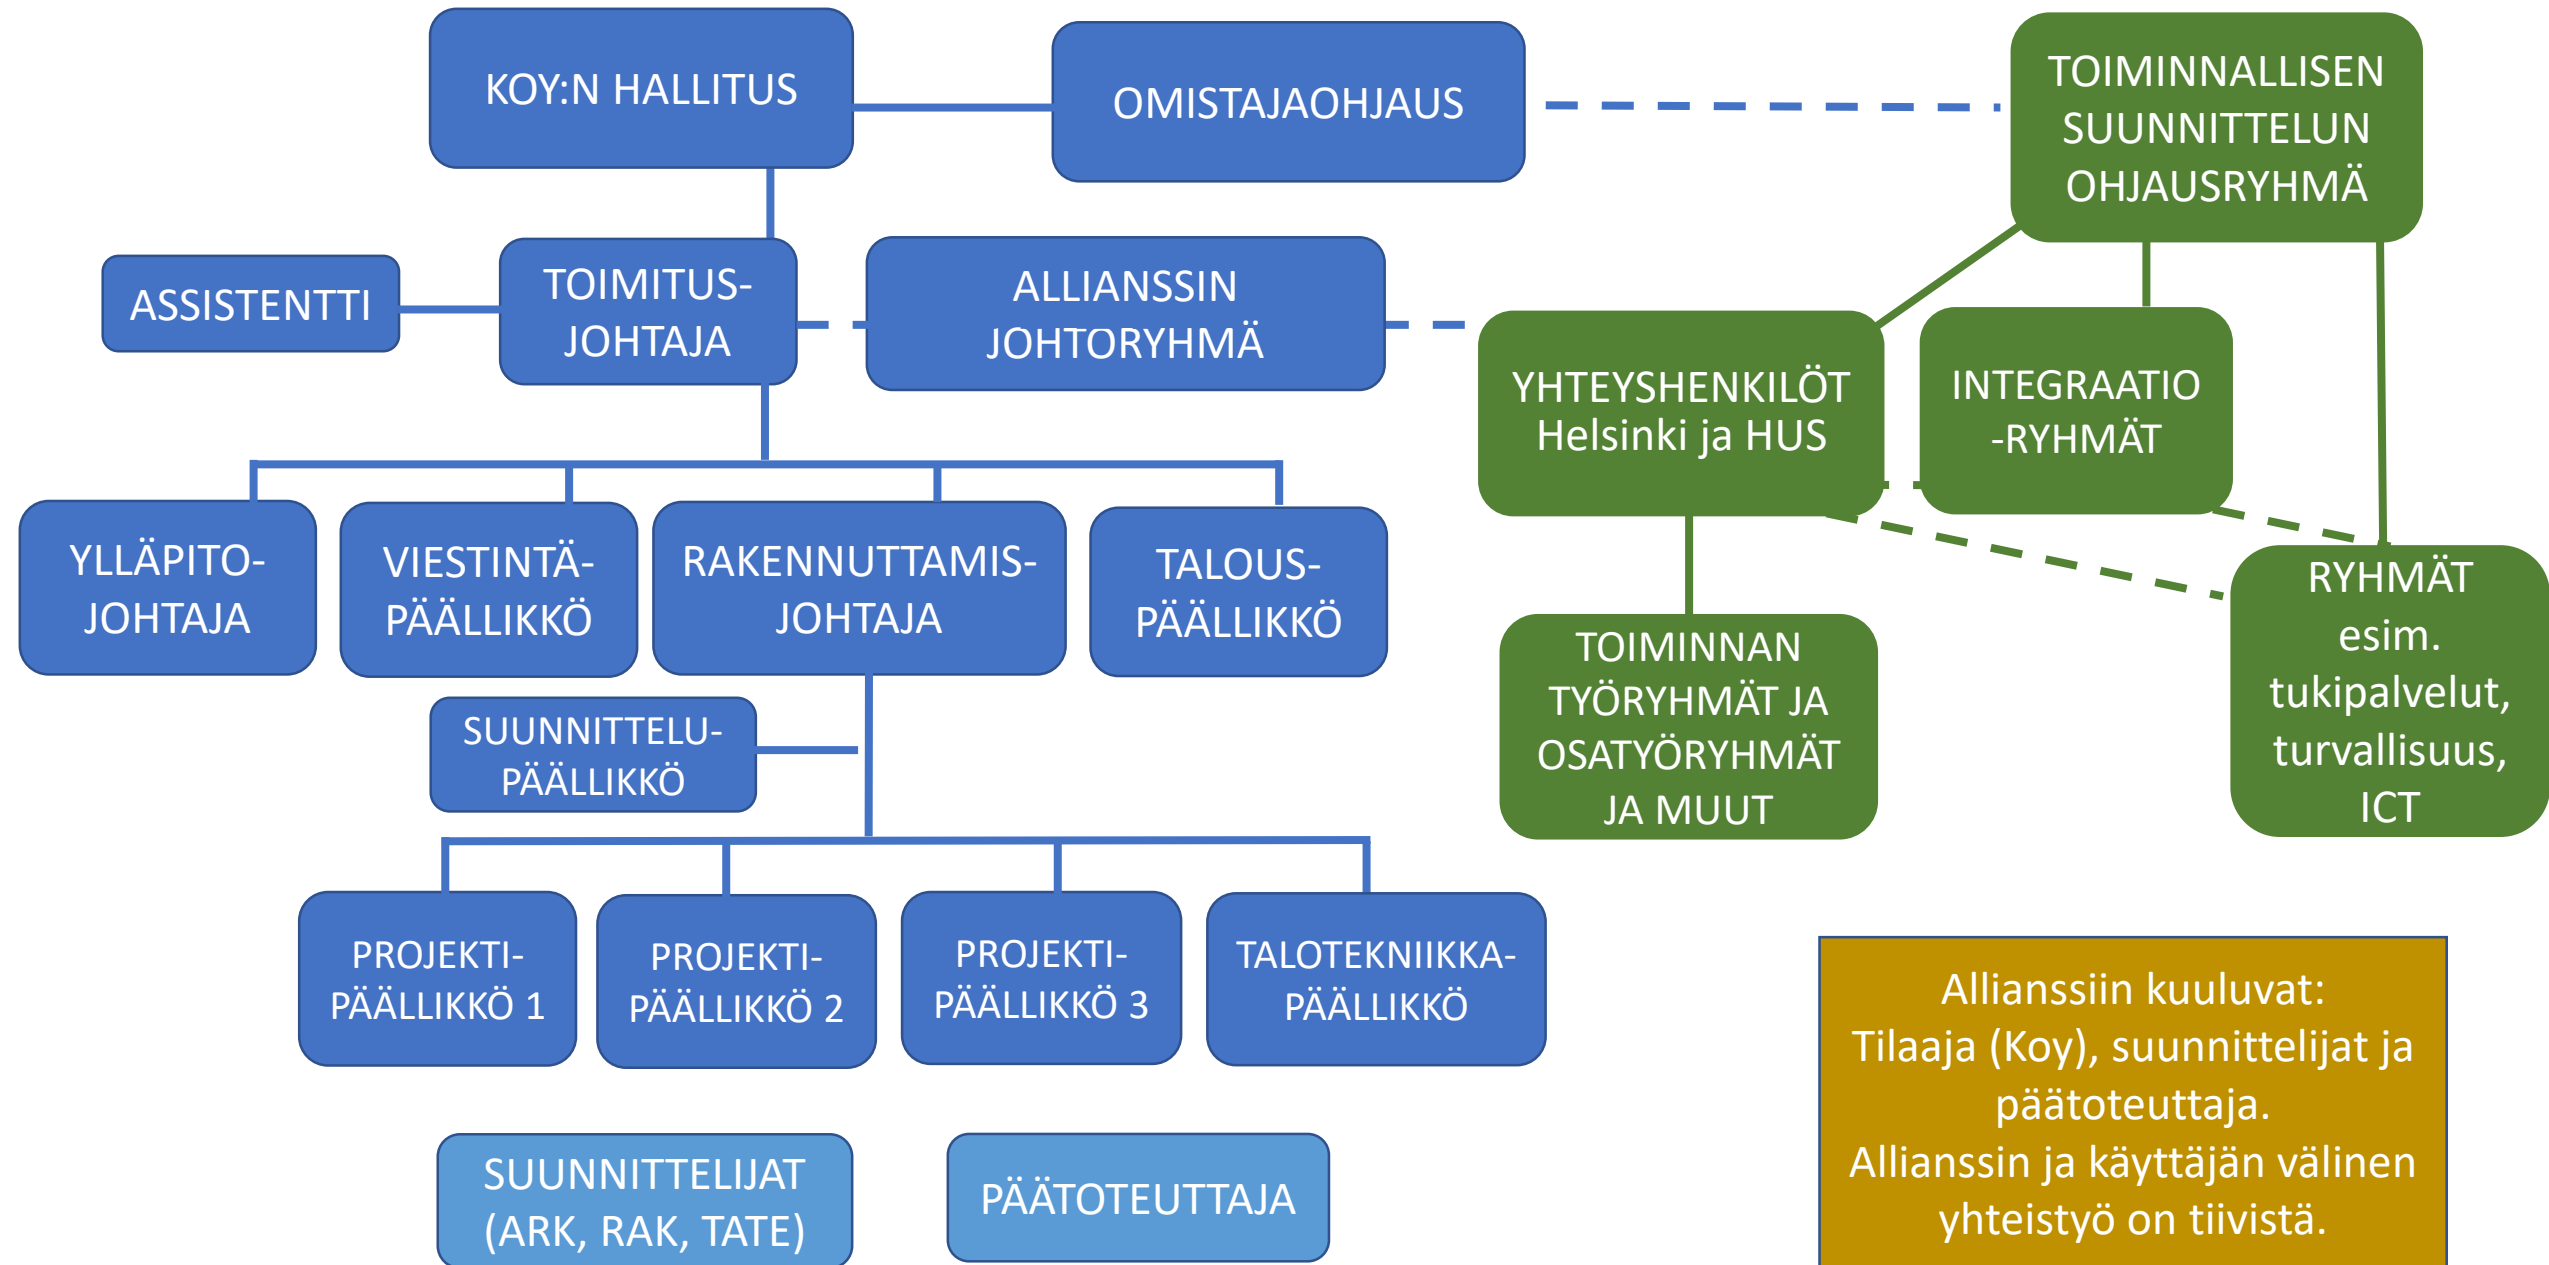 KOY:N HALLITUS
OMISTAJAOHJAUS
TOIMINNALLISEN
SUUNNITTELUN
OHJAUSRYHMÄ
ASSISTENTTI
TOIMITUS-
JOHTAJA
ALLIANSSIN
JOHTORYHMÄ
YHTEYSHENKILÖT
Helsinki ja HUS
INTEGRAATIO
-RYHMÄT
YLLÄPITO-
JOHTAJA
VIESTINTÄ-
PÄÄLLIKKÖ
RAKENNUTTAMIS-
JOHTAJA
TALOUS-
PÄÄLLIKKÖ
RYHMÄT
esim.
tukipalvelut,
turvallisuus,
ICT
TOIMINNAN
TYÖRYHMÄT JA
OSATYÖRYHMÄT
JA MUUT
SUUNNITTELU-
PÄÄLLIKKÖ
PROJEKTI-
PÄÄLLIKKÖ 1
PROJEKTI-
PÄÄLLIKKÖ 2
PROJEKTI-
PÄÄLLIKKÖ 3
TALOTEKNIIKKA-
PÄÄLLIKKÖ
SUUNNITTELIJAT
(ARK, RAK, TATE)
PÄÄTOTEUTTAJA
Allianssiin kuuluvat:
Tilaaja (Koy), suunnittelijat ja
päätoteuttaja.
Allianssin ja käyttäjän välinen
yhteistyö on tiivistä.